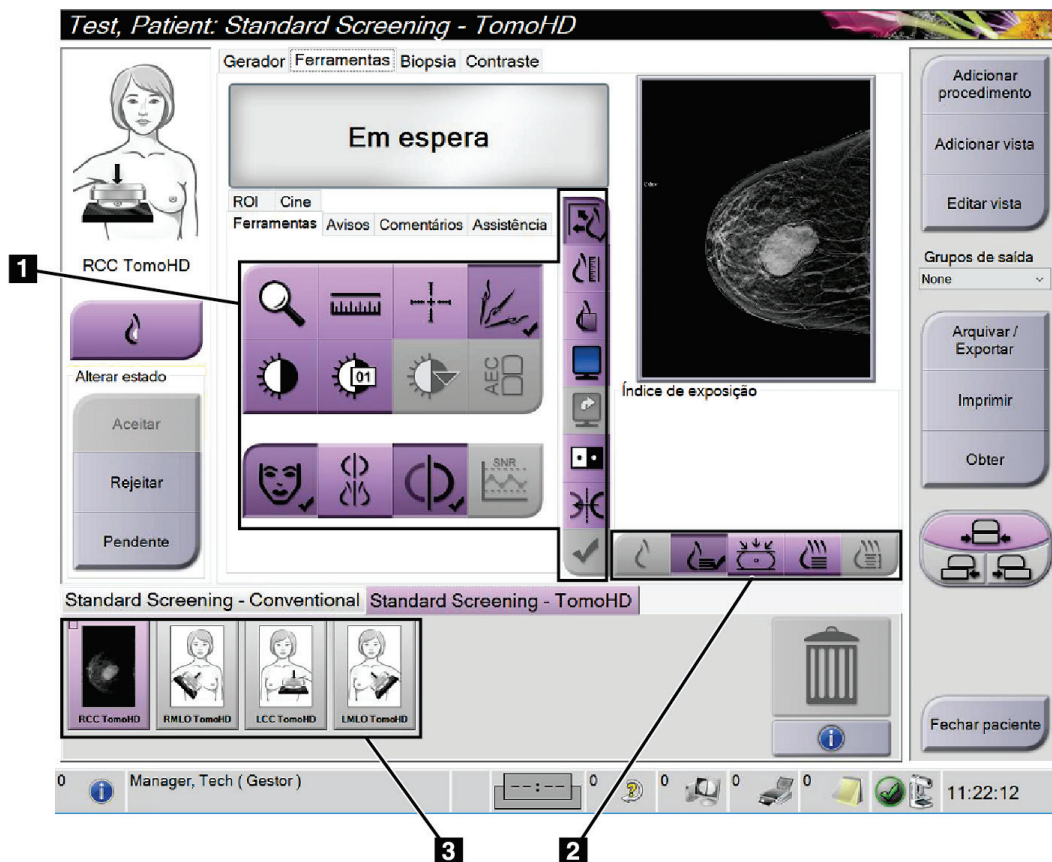 Test, Patient: Standard Screening - TomoHD
Gerador Ferramentas Biopsia Contraste
Em espera
ROI Cine
Ferramentas Avisos Comentários Assistência
RCC TomoHD
1
Alterar estado
Aceitar
Rejeitar
Pendente
01
AEC
SNR
Índice de exposição
Adicionar
procedimento
Adicionar vista
Editar vista
Grupos de saída
None
Arquivar /
Exportar
Imprimir
Obter
Standard Screening - Conventional Standard Screening - TomoHD
RCC TomoHD RMLO TomoHD LCC TomoHD LMLO TomoHD
Fechar paciente
0 Manager, Tech ( Gestor ) --:-- 0 0 0 0 11:22:12
3 2